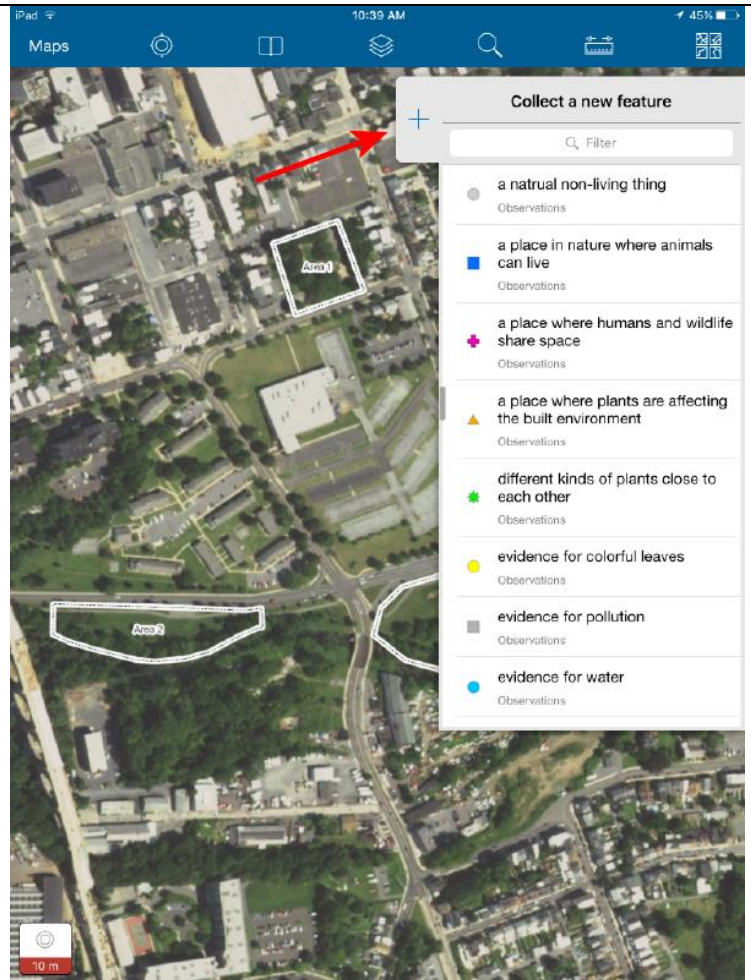 iPad
10:39 AM
45%
Maps
Collect a new feature
Filter
a natrual non-living thing
Observations
a place in nature where animals
can live
Observations
a place where humans and wildlife
share space
Observations
a place where plants are affecting
the built environment
Observations
different kinds of plants close to
each other
Observations
evidence for colorful leaves
Observations
evidence for pollution
Observations
evidence for water
Observations
Area 1
Area 2
10 m